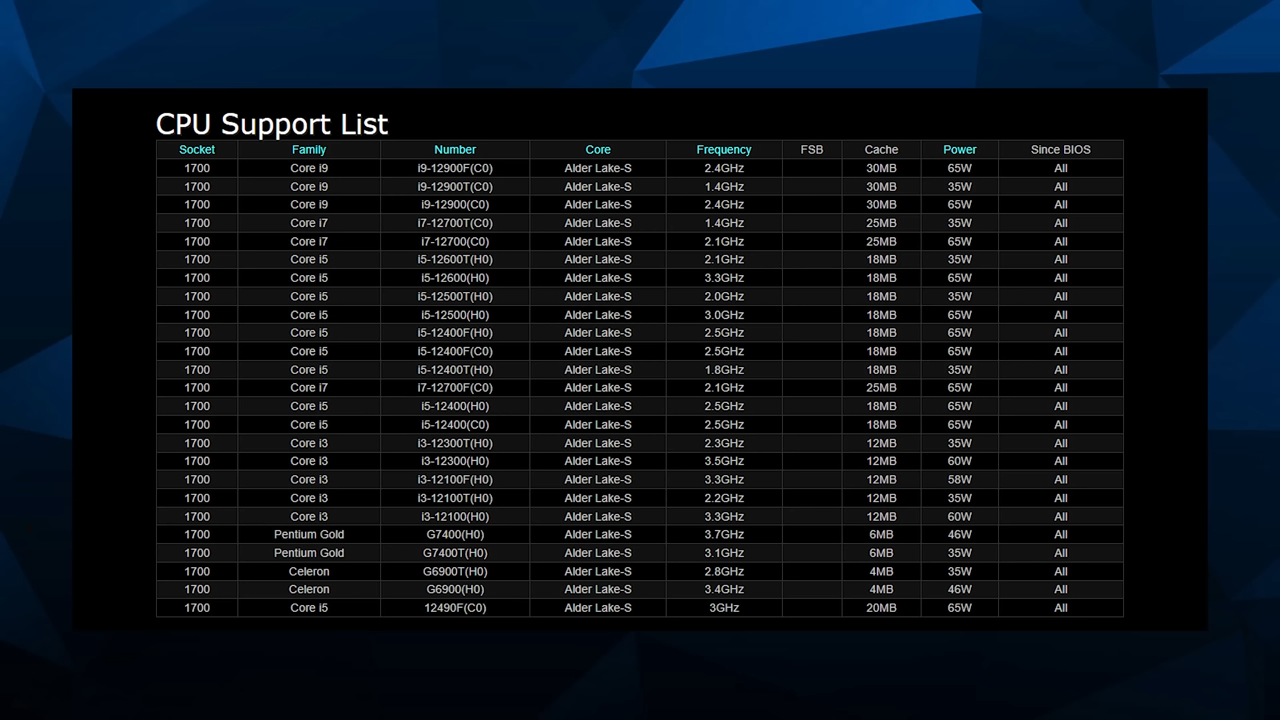 CPU Support List
Socket Family Number Core Frequency FSB Cache Power Since BIOS
1700 Core i9 i9-12900F(C0) Alder Lake-S 2.4GHz 30MB 65W All
1700 Core i9 i9-12900T(C0) Alder Lake-S 1.4GHz 30MB 35W All
1700 Core i9 i9-12900(C0) Alder Lake-S 2.4GHz 30MB 65W All
1700 Core i7 i7-12700T(C0) Alder Lake-S 1.4GHz 25MB 35W All
1700 Core i7 i7-12700(C0) Alder Lake-S 2.1GHz 25MB 65W All
1700 Core i5 i5-12600T(H0) Alder Lake-S 2.1GHz 18MB 35W All
1700 Core i5 i5-12600(H0) Alder Lake-S 3.3GHz 18MB 65W All
1700 Core i5 i5-12500T(H0) Alder Lake-S 2.0GHz 18MB 35W All
1700 Core i5 i5-12500(H0) Alder Lake-S 3.0GHz 18MB 65W All
1700 Core i5 i5-12400F(H0) Alder Lake-S 2.5GHz 18MB 65W All
1700 Core i5 i5-12400F(C0) Alder Lake-S 2.5GHz 18MB 65W All
1700 Core i5 i5-12400T(H0) Alder Lake-S 1.8GHz 18MB 35W All
1700 Core i7 i7-12700F(C0) Alder Lake-S 2.1GHz 25MB 65W All
1700 Core i5 i5-12400(H0) Alder Lake-S 2.5GHz 18MB 65W All
1700 Core i5 i5-12400(C0) Alder Lake-S 2.5GHz 18MB 65W All
1700 Core i3 i3-12300T(H0) Alder Lake-S 2.3GHz 12MB 35W All
1700 Core i3 i3-12300(H0) Alder Lake-S 3.5GHz 12MB 60W All
1700 Core i3 i3-12100F(H0) Alder Lake-S 3.3GHz 12MB 58W All
1700 Core i3 i3-12100T(H0) Alder Lake-S 2.2GHz 12MB 35W All
1700 Core i3 i3-12100(H0) Alder Lake-S 3.3GHz 12MB 60W All
1700 Pentium Gold G7400(H0) Alder Lake-S 3.7GHz 6MB 46W All
1700 Pentium Gold G7400T(H0) Alder Lake-S 3.1GHz 6MB 35W All
1700 Celeron G6900T(H0) Alder Lake-S 2.8GHz 4MB 35W All
1700 Celeron G6900(H0) Alder Lake-S 3.4GHz 4MB 46W All
1700 Core i5 12490F(C0) Alder Lake-S 3GHz 20MB 65W All